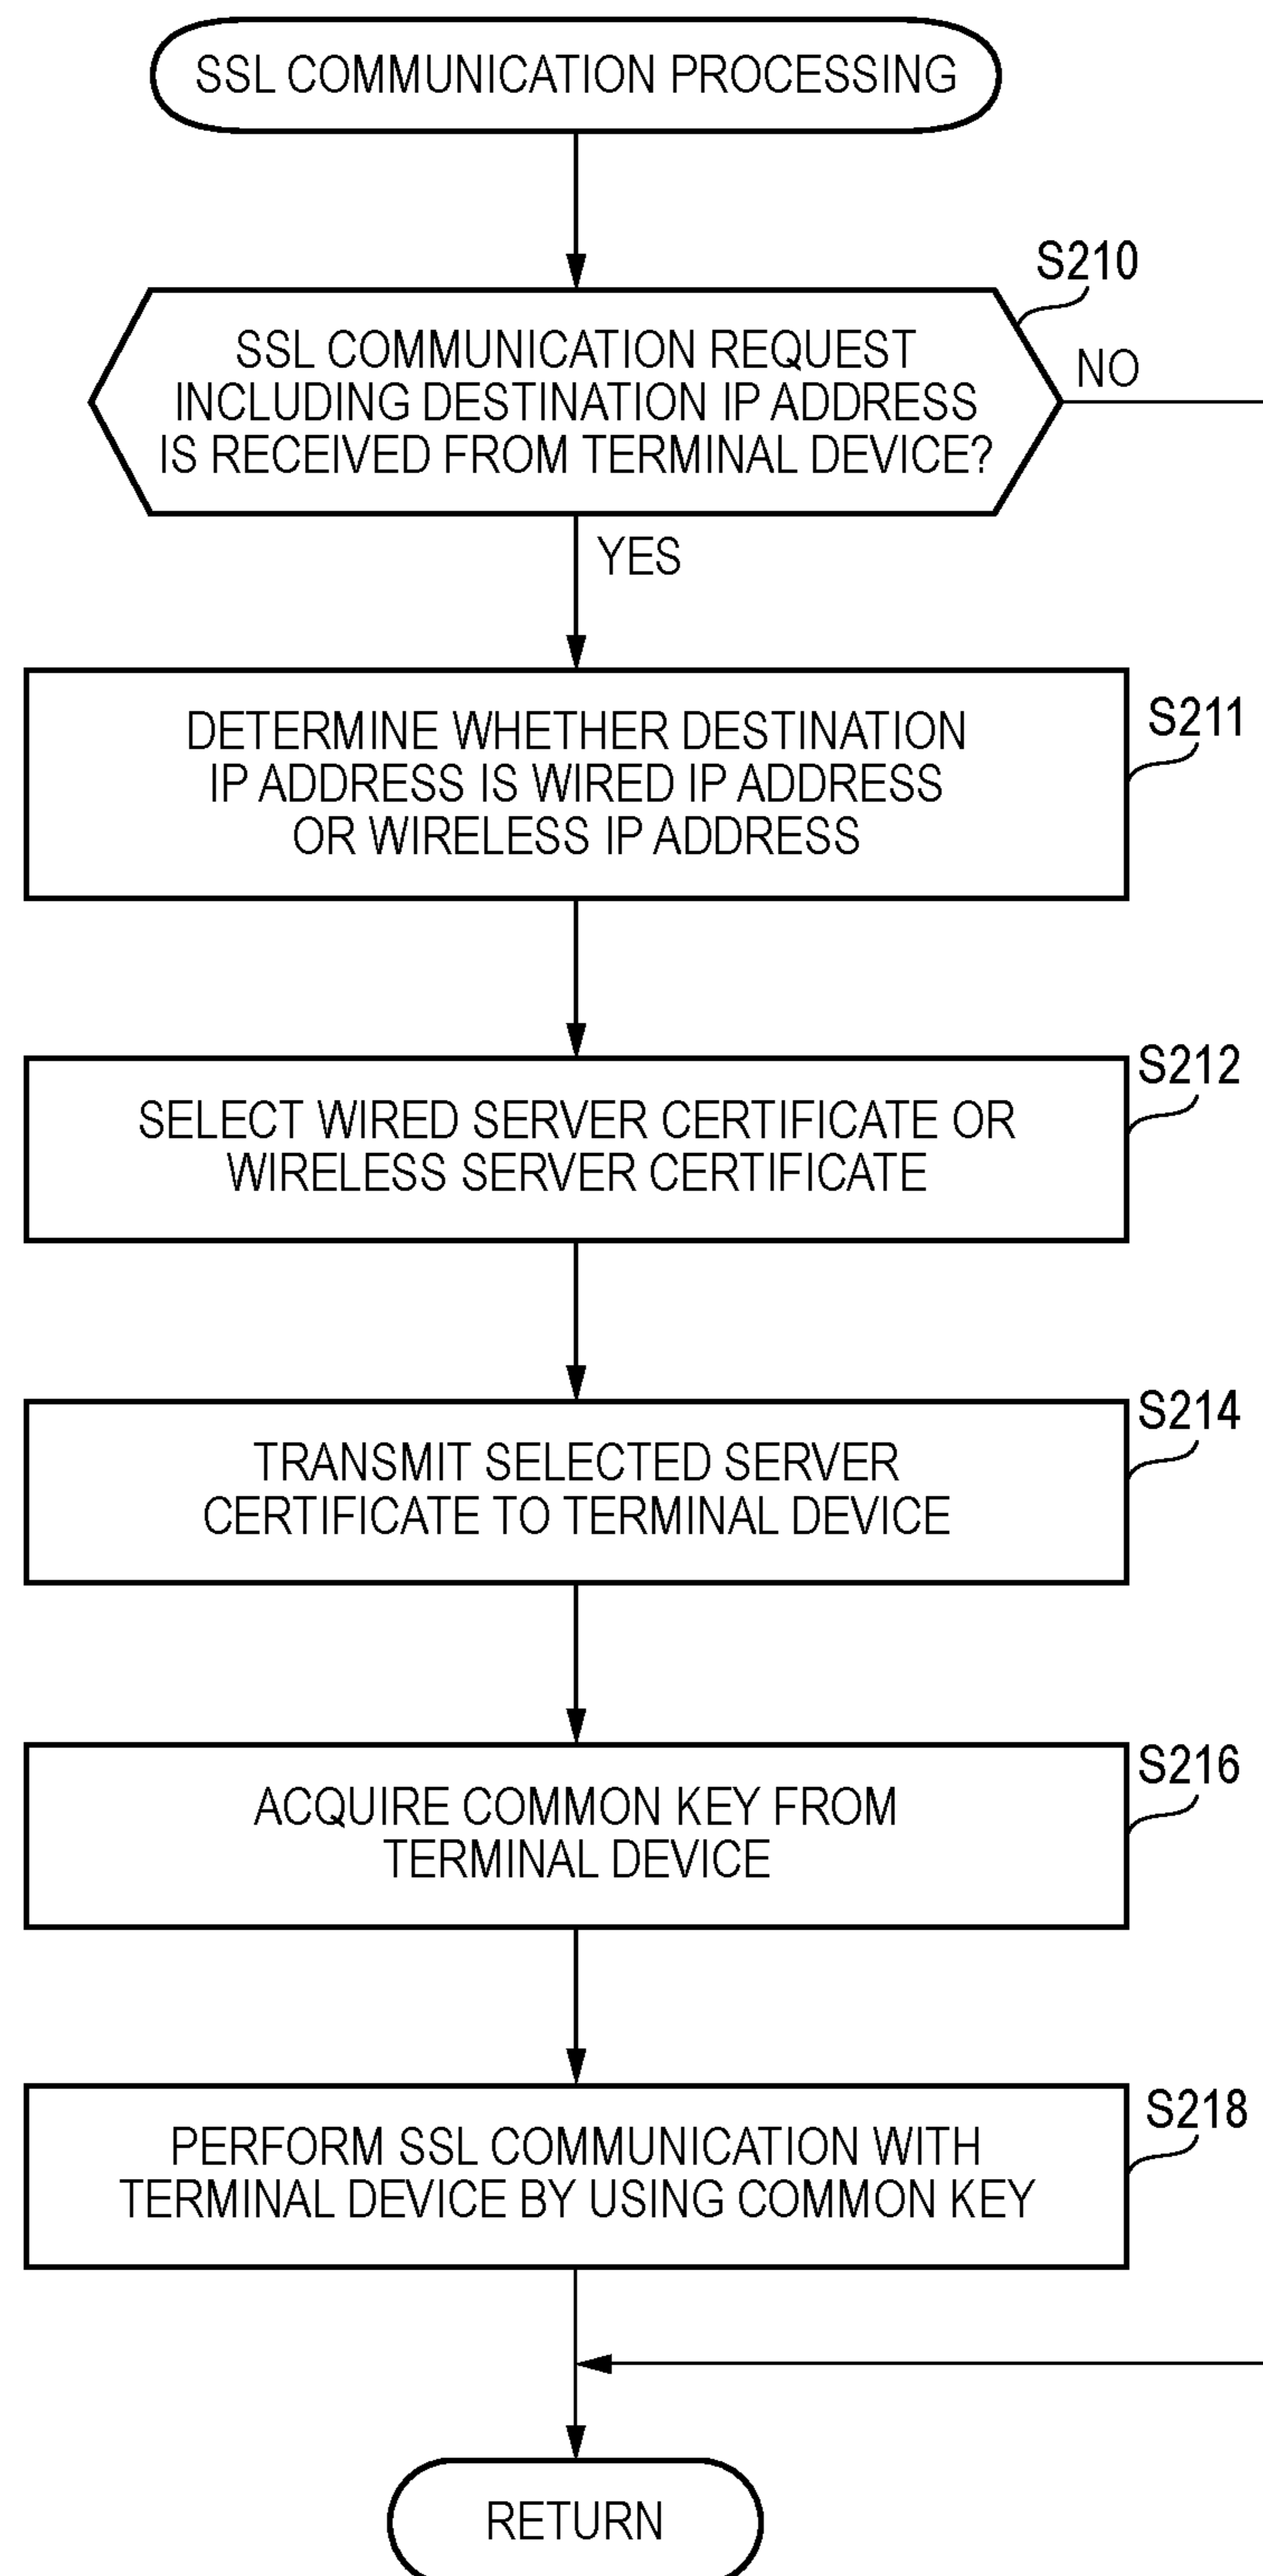 SSL COMMUNICATION PROCESSING
S210
SSL COMMUNICATION REQUEST
INCLUDING DESTINATION IP ADDRESS
IS RECEIVED FROM TERMINAL DEVICE?
NO
YES
S211
DETERMINE WHETHER DESTINATION
IP ADDRESS IS WIRED IP ADDRESS
OR WIRELESS IP ADDRESS
S212
SELECT WIRED SERVER CERTIFICATE OR
WIRELESS SERVER CERTIFICATE
S214
TRANSMIT SELECTED SERVER
CERTIFICATE TO TERMINAL DEVICE
S216
ACQUIRE COMMON KEY FROM
TERMINAL DEVICE
S218
PERFORM SSL COMMUNICATION WITH
TERMINAL DEVICE BY USING COMMON KEY
RETURN